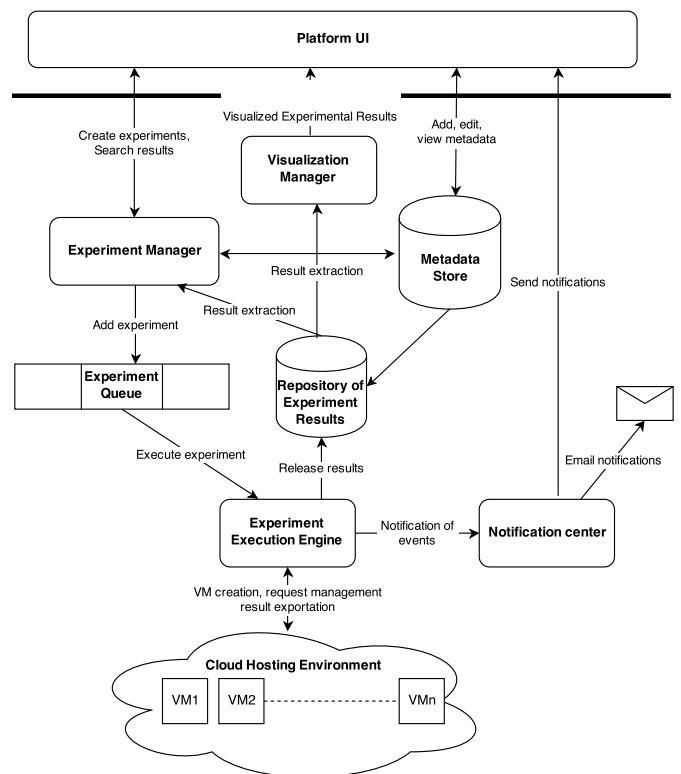 Platform UI
Visualized Experimental Results
Create experiments,
Search results
Add, edit,
view metadata
Visualization
Manager
Experiment Manager
Metadata
Store
Result extraction
Send notifications
Result extraction
Add experiment
Experiment
Queue
Repository of
Experiment
Results
Execute experiment
Email notifications
Release results
Experiment
Execution Engine
Notification of
events
Notification center
VM creation, request management
result exportation
Cloud Hosting Environment
VM1
VM2
VMn